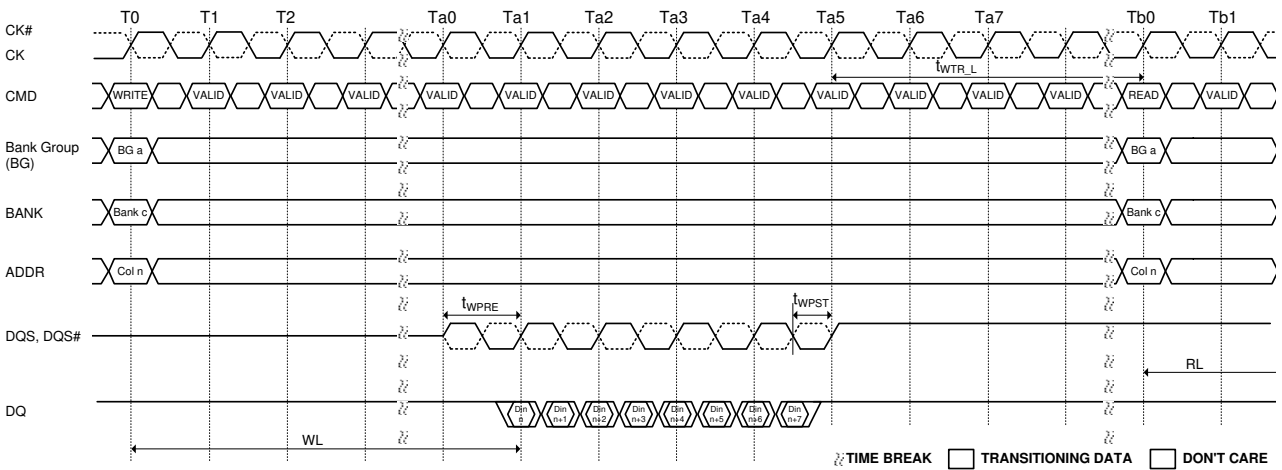 T0 T1 T2 Ta0 Ta1 Ta2 Ta3 Ta4 Ta5 Ta6 Ta7 Tb0 Tb1
CK#
CK
tWTR_L
CMD WRITE VALID VALID VALID VALID VALID VALID VALID VALID VALID VALID VALID VALID READ VALID
Bank Group
(BG)
BG a BG a
BANK Bank c Bank c
ADDR Col n Col n
tWPRE tWPST
DQS, DQS#
RL
DQ Din n Din n+1 Din n+2 Din n+3 Din n+4 Din n+5 Din n+6 Din n+7
WL
TIME BREAK TRANSITIONING DATA DON'T CARE